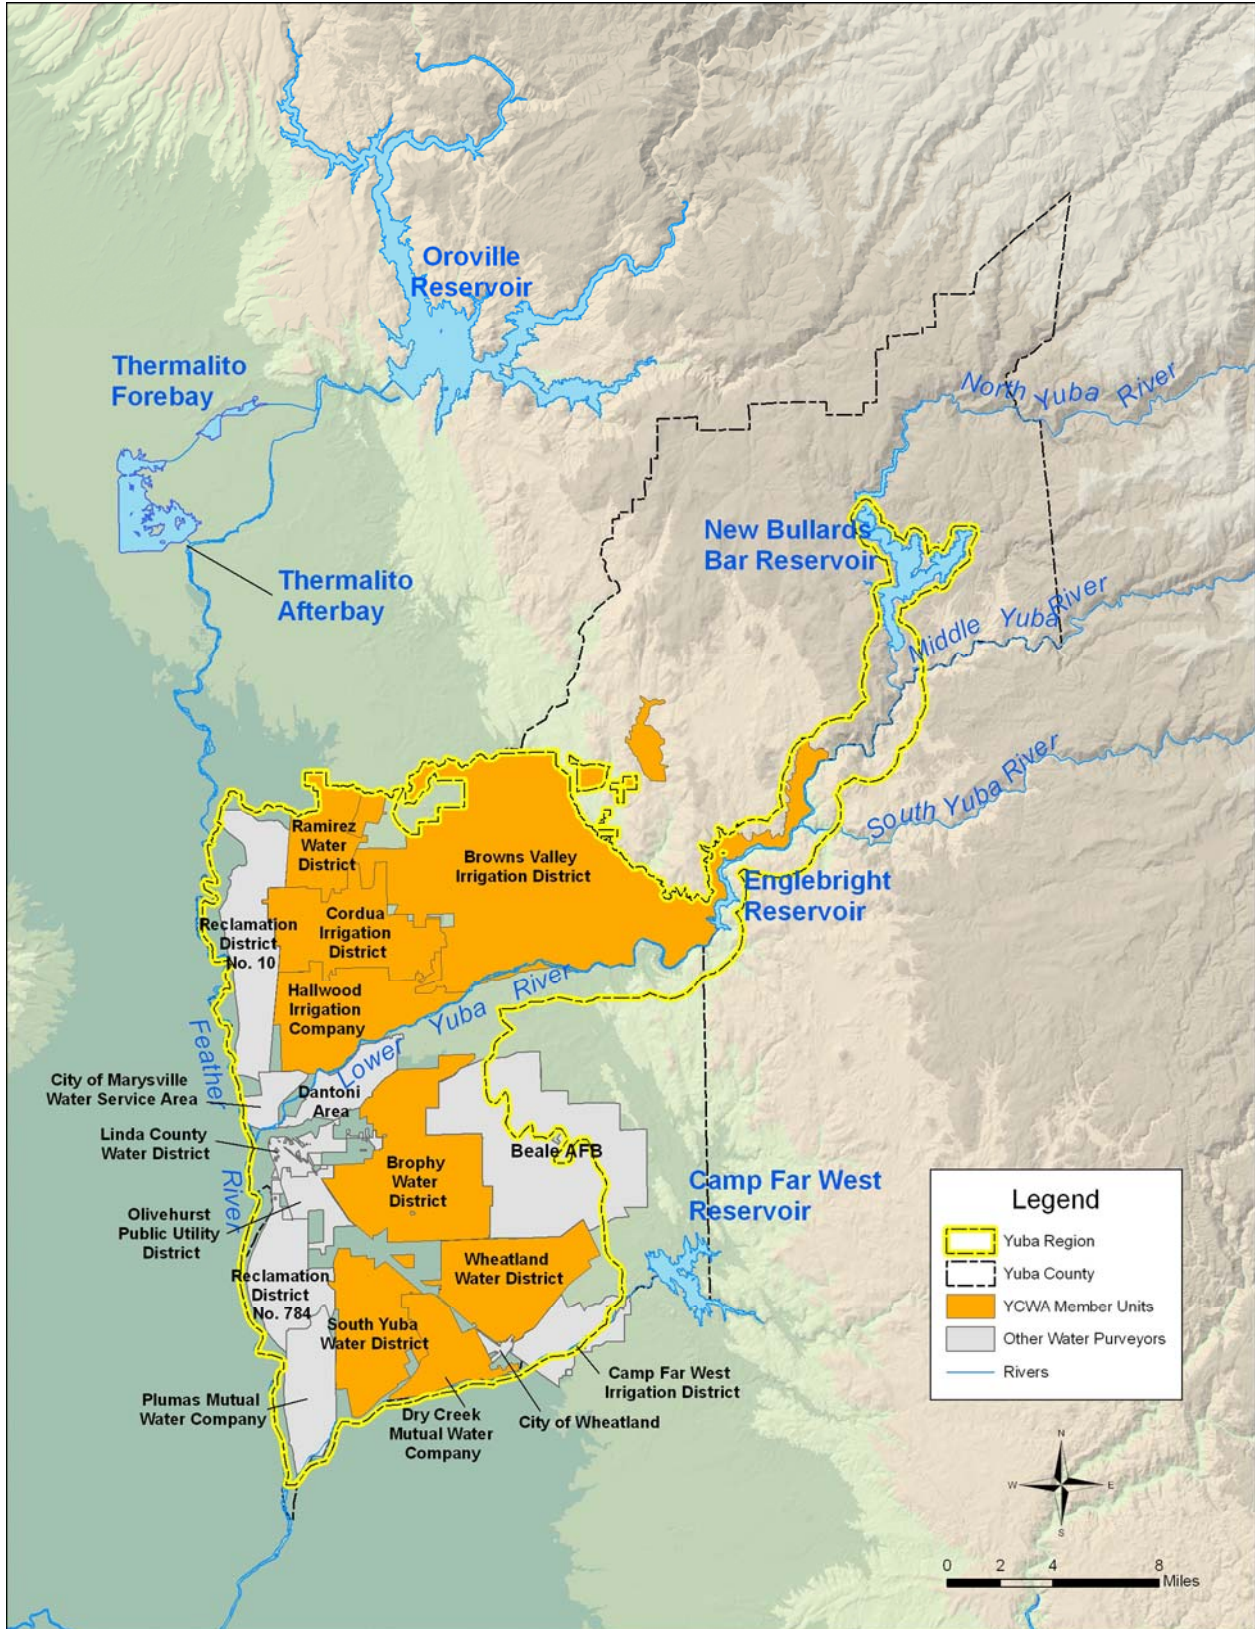 Oroville
Reservoir
Thermalito
Forebay
North Yuba River
New Bullards
Bar Reservoir
Thermalito
Afterbay
Middle Yuba River
South Yuba River
Ramirez
Water
District
Browns Valley
Irrigation District
Englebright
Reservoir
Reclamation
District
No. 10
Cordua
Irrigation
District
Hallwood
Irrigation
Company
Lower Yuba River
Feather River
City of Marysville
Water Service Area
Dantoni
Area
Linda County
Water District
Beale AFB
Brophy
Water
District
Camp Far West
Reservoir
Olivehurst
Public Utility
District
Wheatland
Water District
Reclamation
District
No. 784
South Yuba
Water District
Camp Far West
Irrigation District
Plumas Mutual
Water Company
Dry Creek
Mutual Water
Company
City of Wheatland
Legend
Yuba Region
Yuba County
YCWA Member Units
Other Water Purveyors
Rivers
N
W E
S
0 2 4 8
Miles